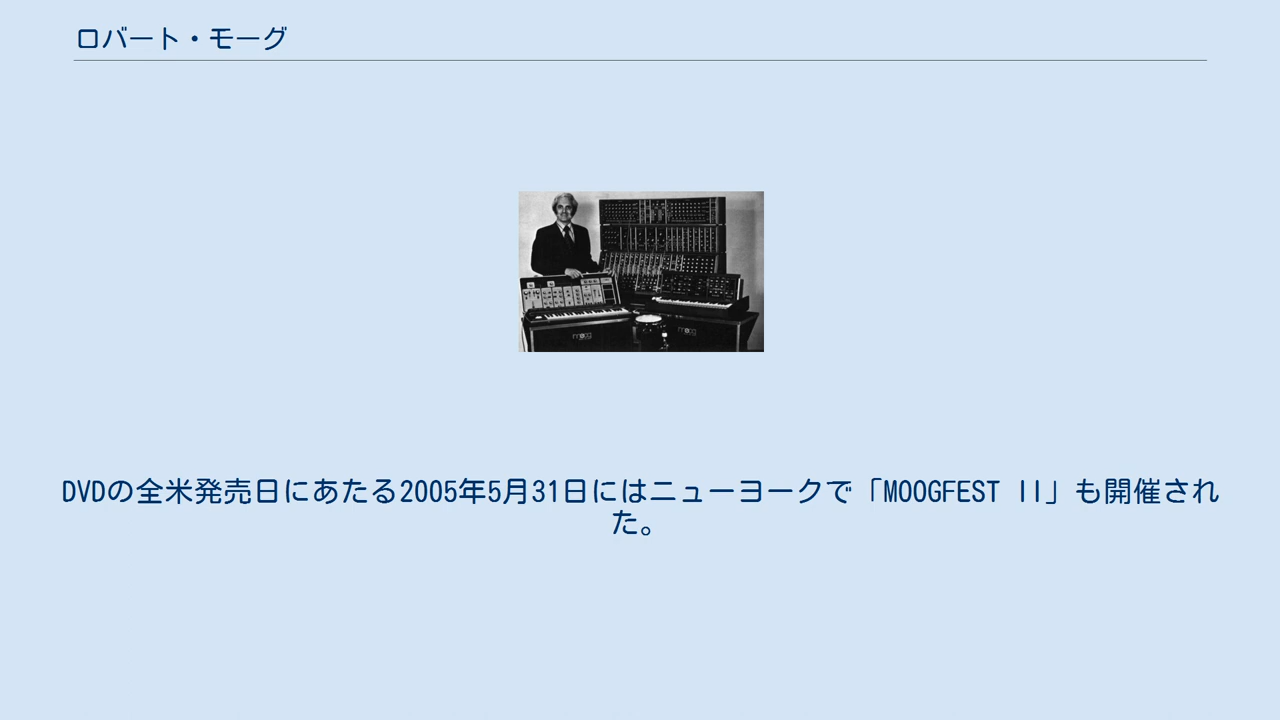 ロバート・モーグ
moog
moog
DVDの全米発売日にあたる2005年5月31日にはニューヨークで「MOOGFEST II」も開催され
た。